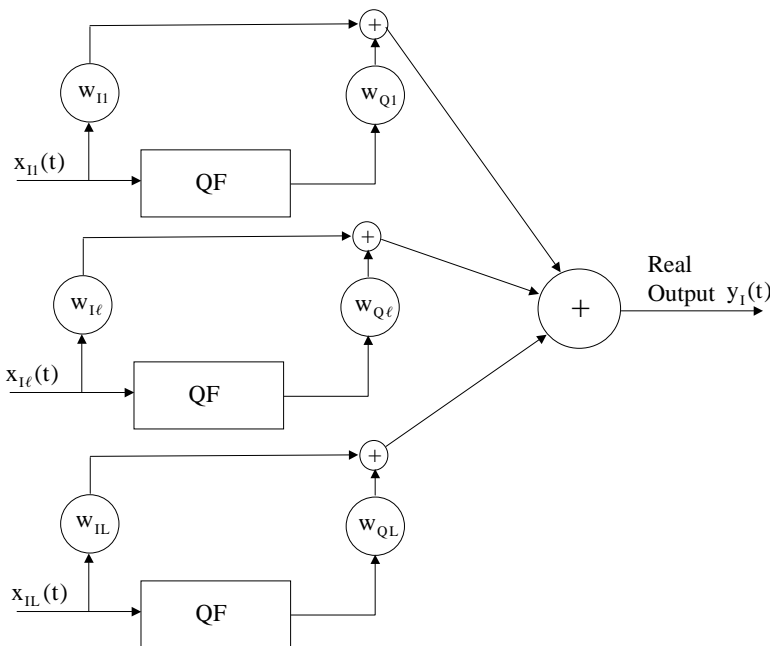 +
w_I1
w_Q1
x_I1(t)
QF
+
Real
Output y_I(t)
w_Iℓ
w_Qℓ
+
x_Iℓ(t)
QF
+
w_IL
w_QL
x_IL(t)
QF